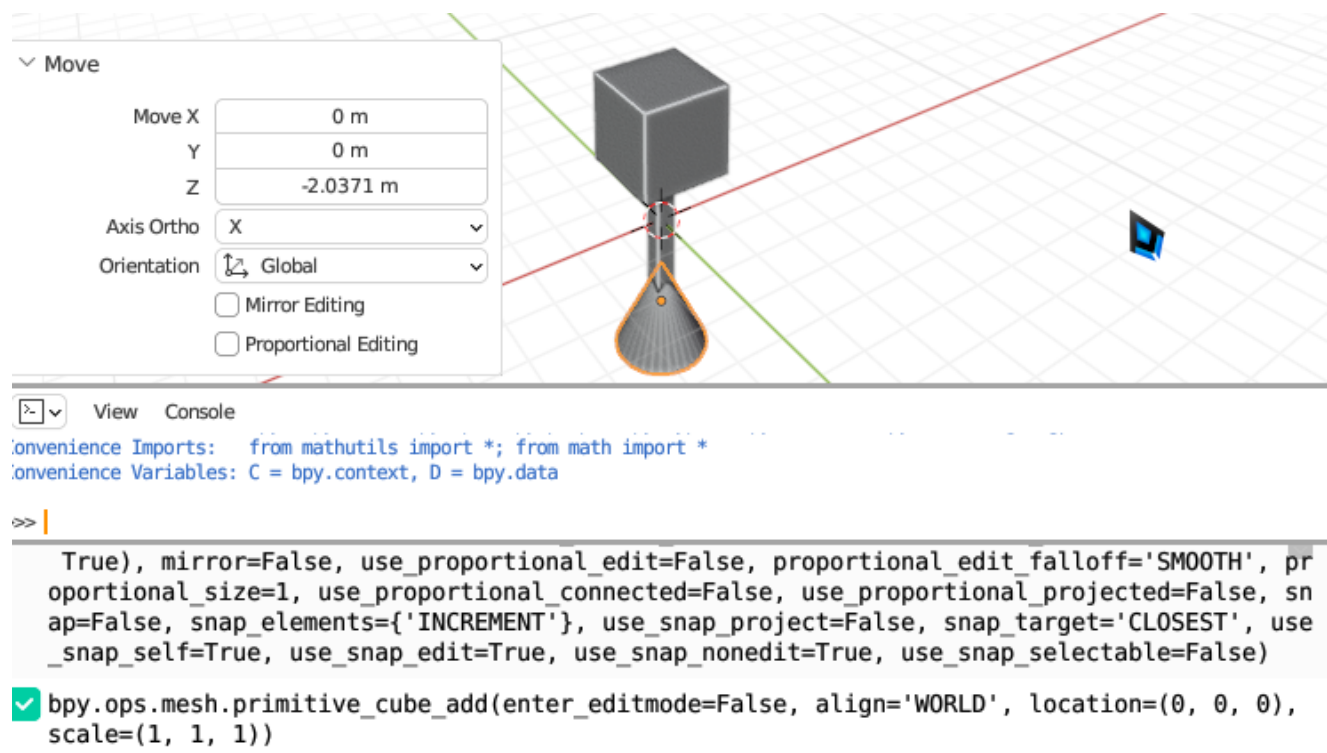 Move
Move X 0 m
Y 0 m
Z -2.0371 m
Axis Ortho X
Orientation Global
Mirror Editing
Proportional Editing
View Console
Convenience Imports: from mathutils import *; from math import *
Convenience Variables: C = bpy.context, D = bpy.data
>>>
True), mirror=False, use_proportional_edit=False, proportional_edit_falloff='SMOOTH', pr
oportional_size=1, use_proportional_connected=False, use_proportional_projected=False, sn
ap=False, snap_elements={'INCREMENT'}, use_snap_project=False, snap_target='CLOSEST', use
_snap_self=True, use_snap_edit=True, use_snap_nonedit=True, use_snap_selectable=False)
bpy.ops.mesh.primitive_cube_add(enter_editmode=False, align='WORLD', location=(0, 0, 0),
scale=(1, 1, 1))